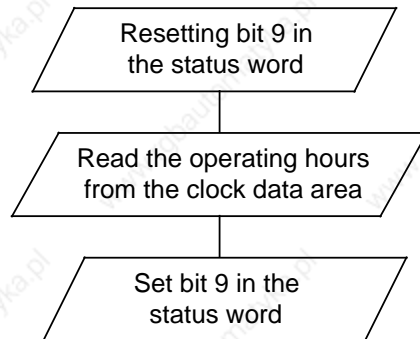 Resetting bit 9 in
the status word
Read the operating hours
from the clock data area
Set bit 9 in the
status word